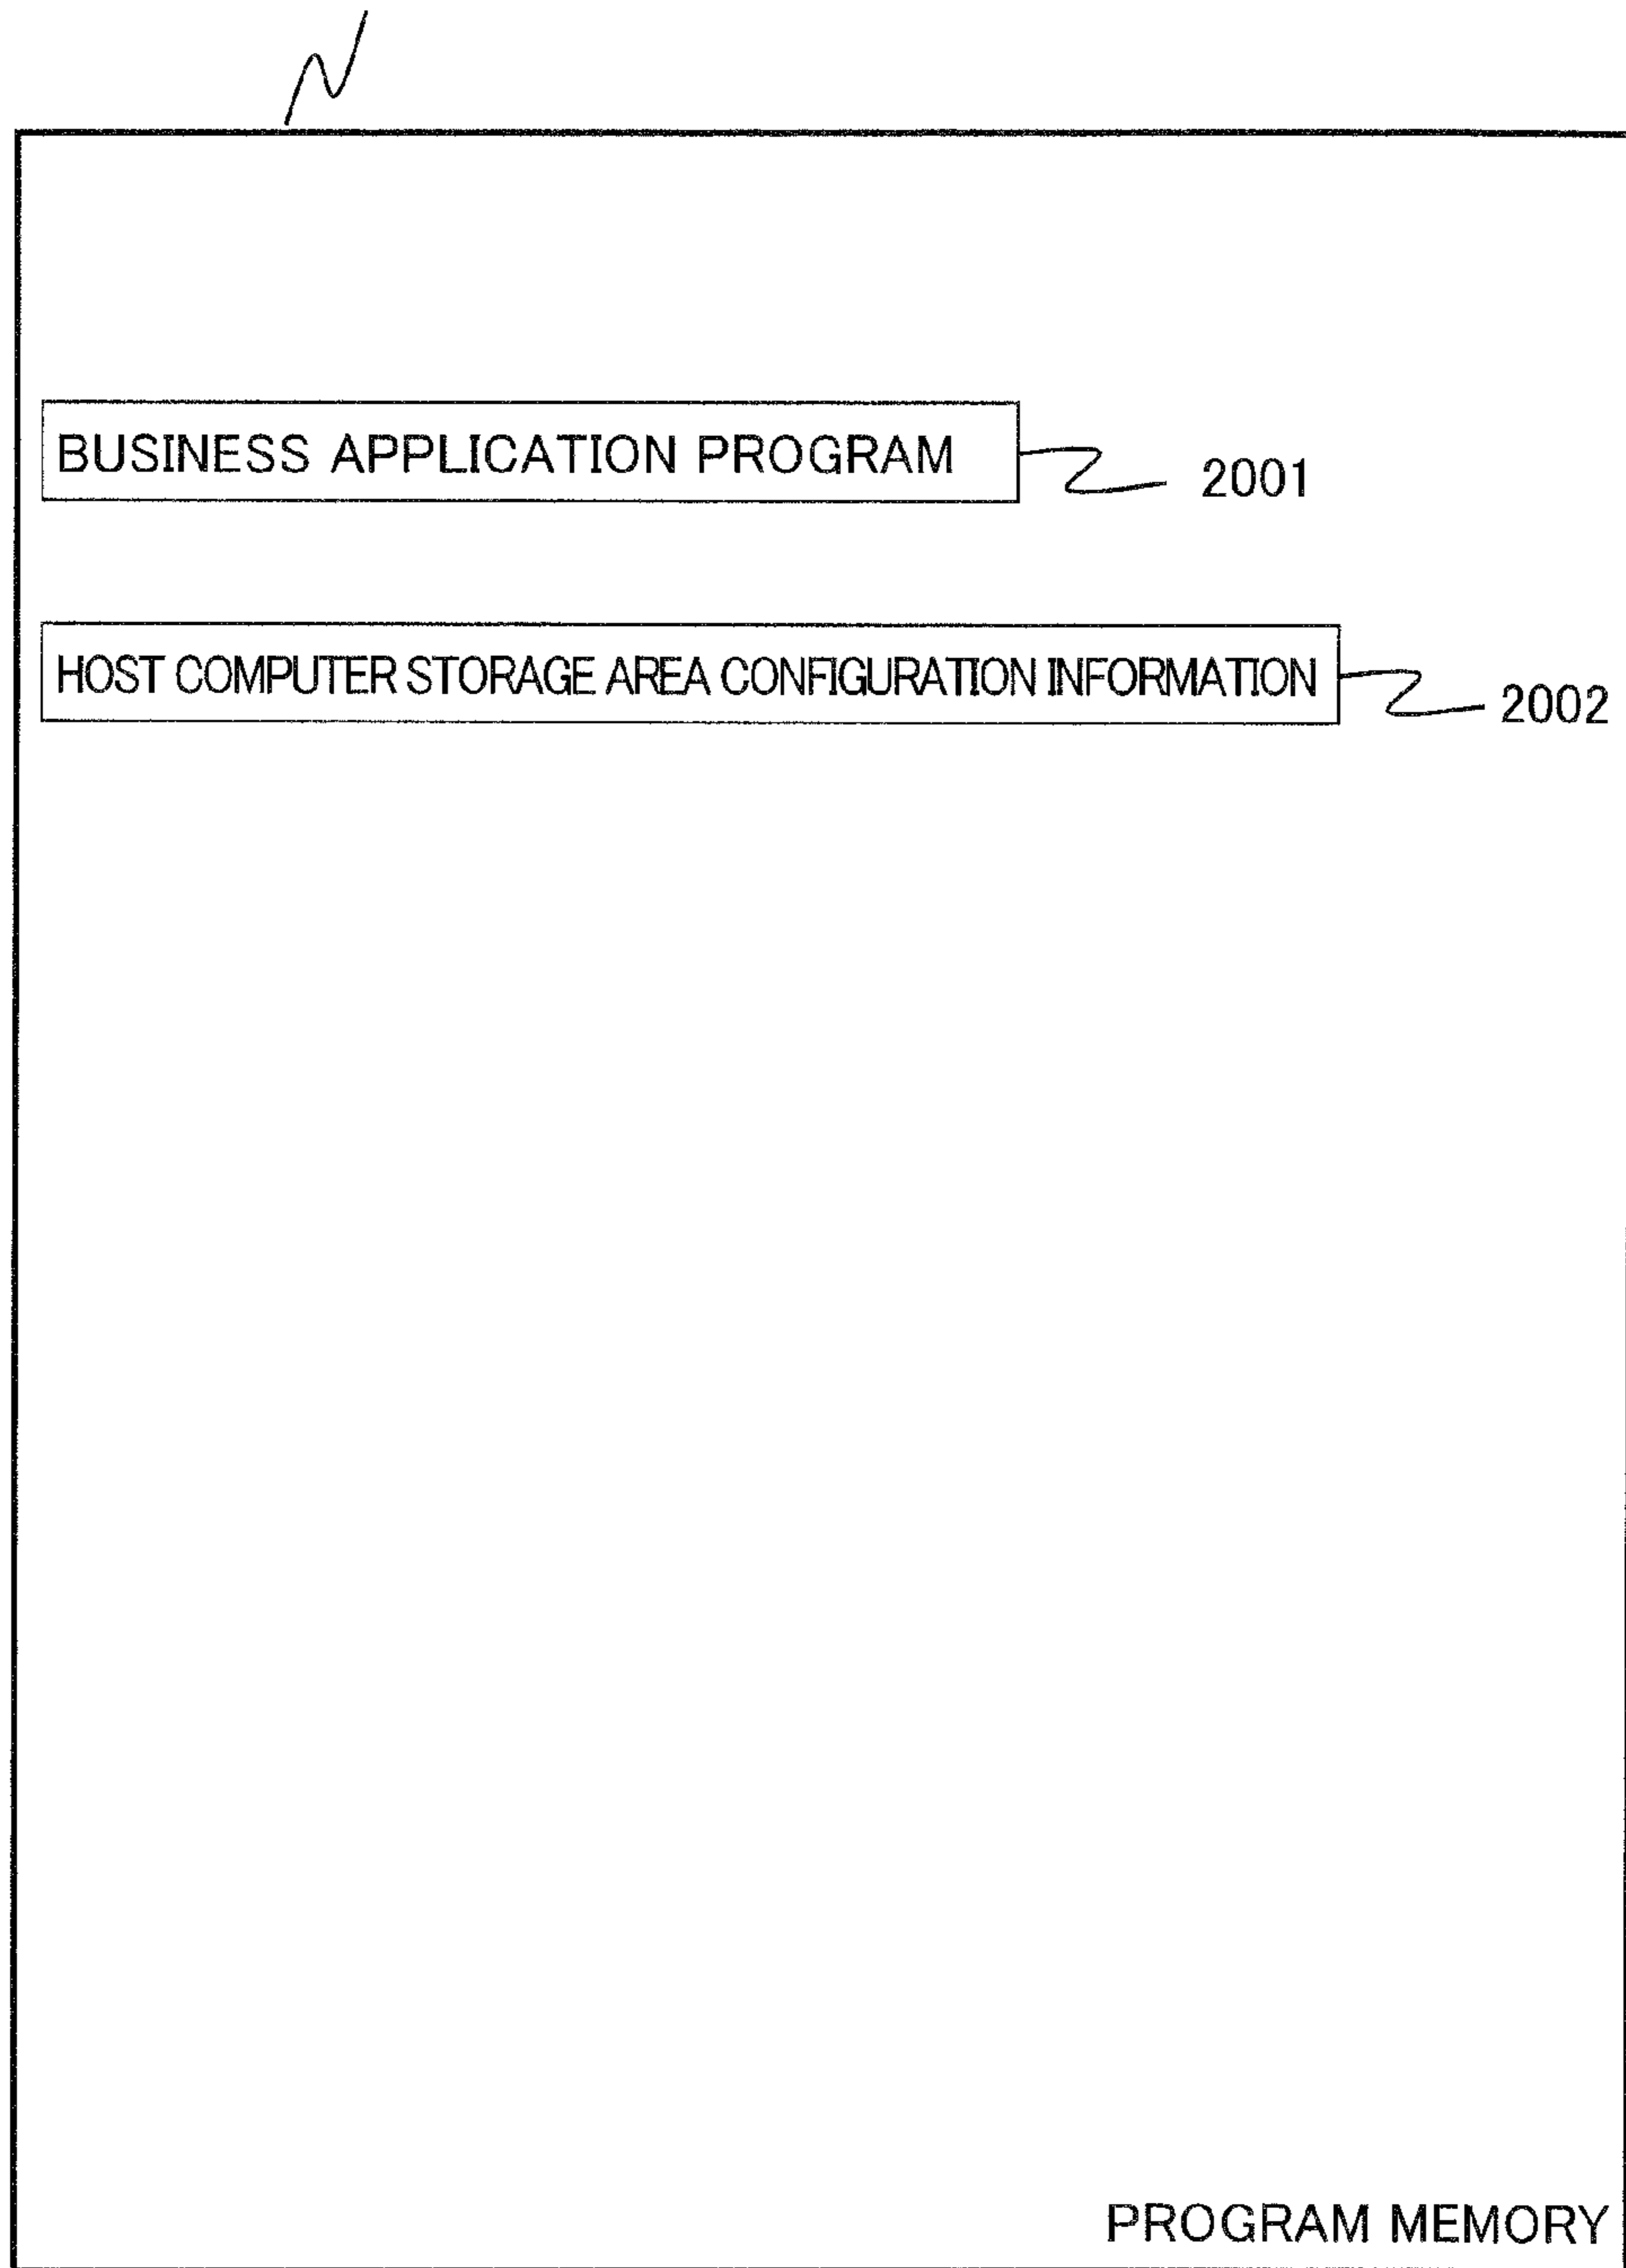 BUSINESS APPLICATION PROGRAM
2001
HOST COMPUTER STORAGE AREA CONFIGURATION INFORMATION
2002
PROGRAM MEMORY